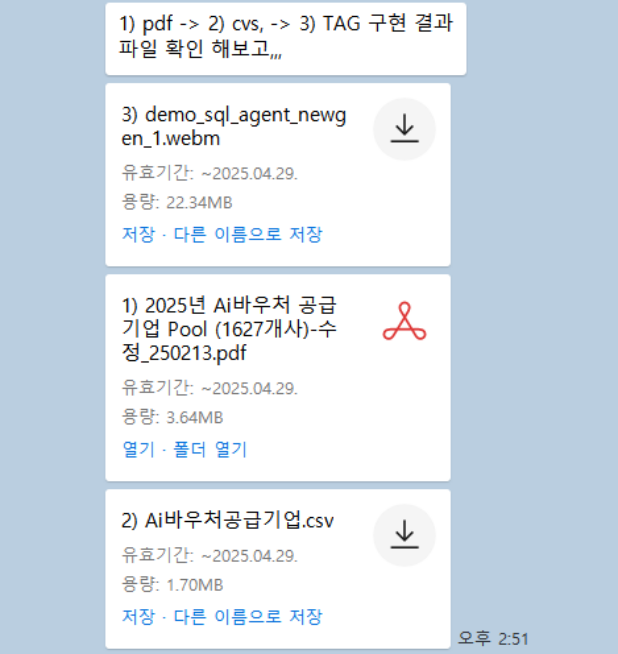 1) pdf -> 2) cvs, -> 3) TAG 구현 결과
파일 확인 해보고,,,
3) demo_sql_agent_newg
en_1.webm
유효기간: ~2025.04.29.
용량: 22.34MB
저장 · 다른 이름으로 저장
1) 2025년 Ai바우처 공급
기업 Pool (1627개사)-수
정_250213.pdf
유효기간: ~2025.04.29.
용량: 3.64MB
열기 · 폴더 열기
2) Ai바우처공급기업.csv
유효기간: ~2025.04.29.
용량: 1.70MB
저장 · 다른 이름으로 저장
오후 2:51